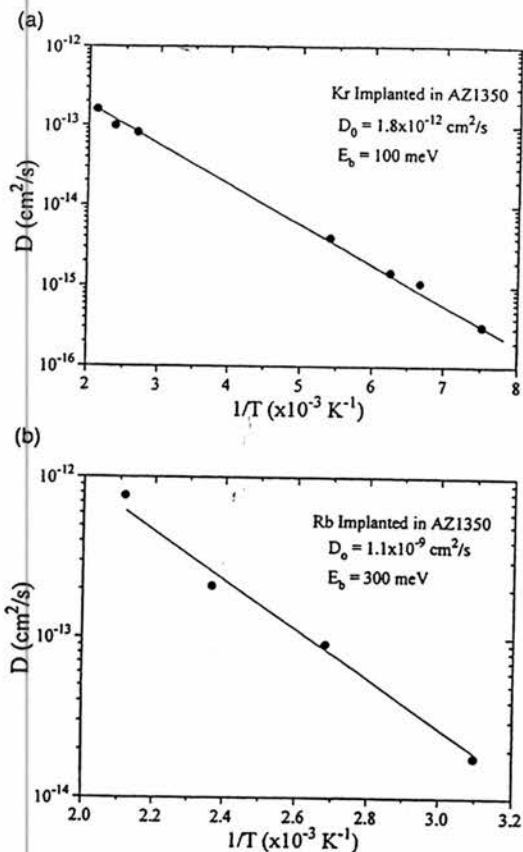 (a)
10⁻¹²
10⁻¹³
10⁻¹⁴
10⁻¹⁵
10⁻¹⁶
D (cm²/s)
Kr Implanted in AZ1350
D₀ = 1.8x10⁻¹² cm²/s
E_b = 100 meV
2 3 4 5 6 7 8
1/T (x10⁻³ K⁻¹)
(b)
10⁻¹²
10⁻¹³
10⁻¹⁴
D (cm²/s)
Rb Implanted in AZ1350
Dₒ = 1.1x10⁻⁹ cm²/s
E_b = 300 meV
2.0 2.2 2.4 2.6 2.8 3.0 3.2
1/T (x10⁻³ K⁻¹)